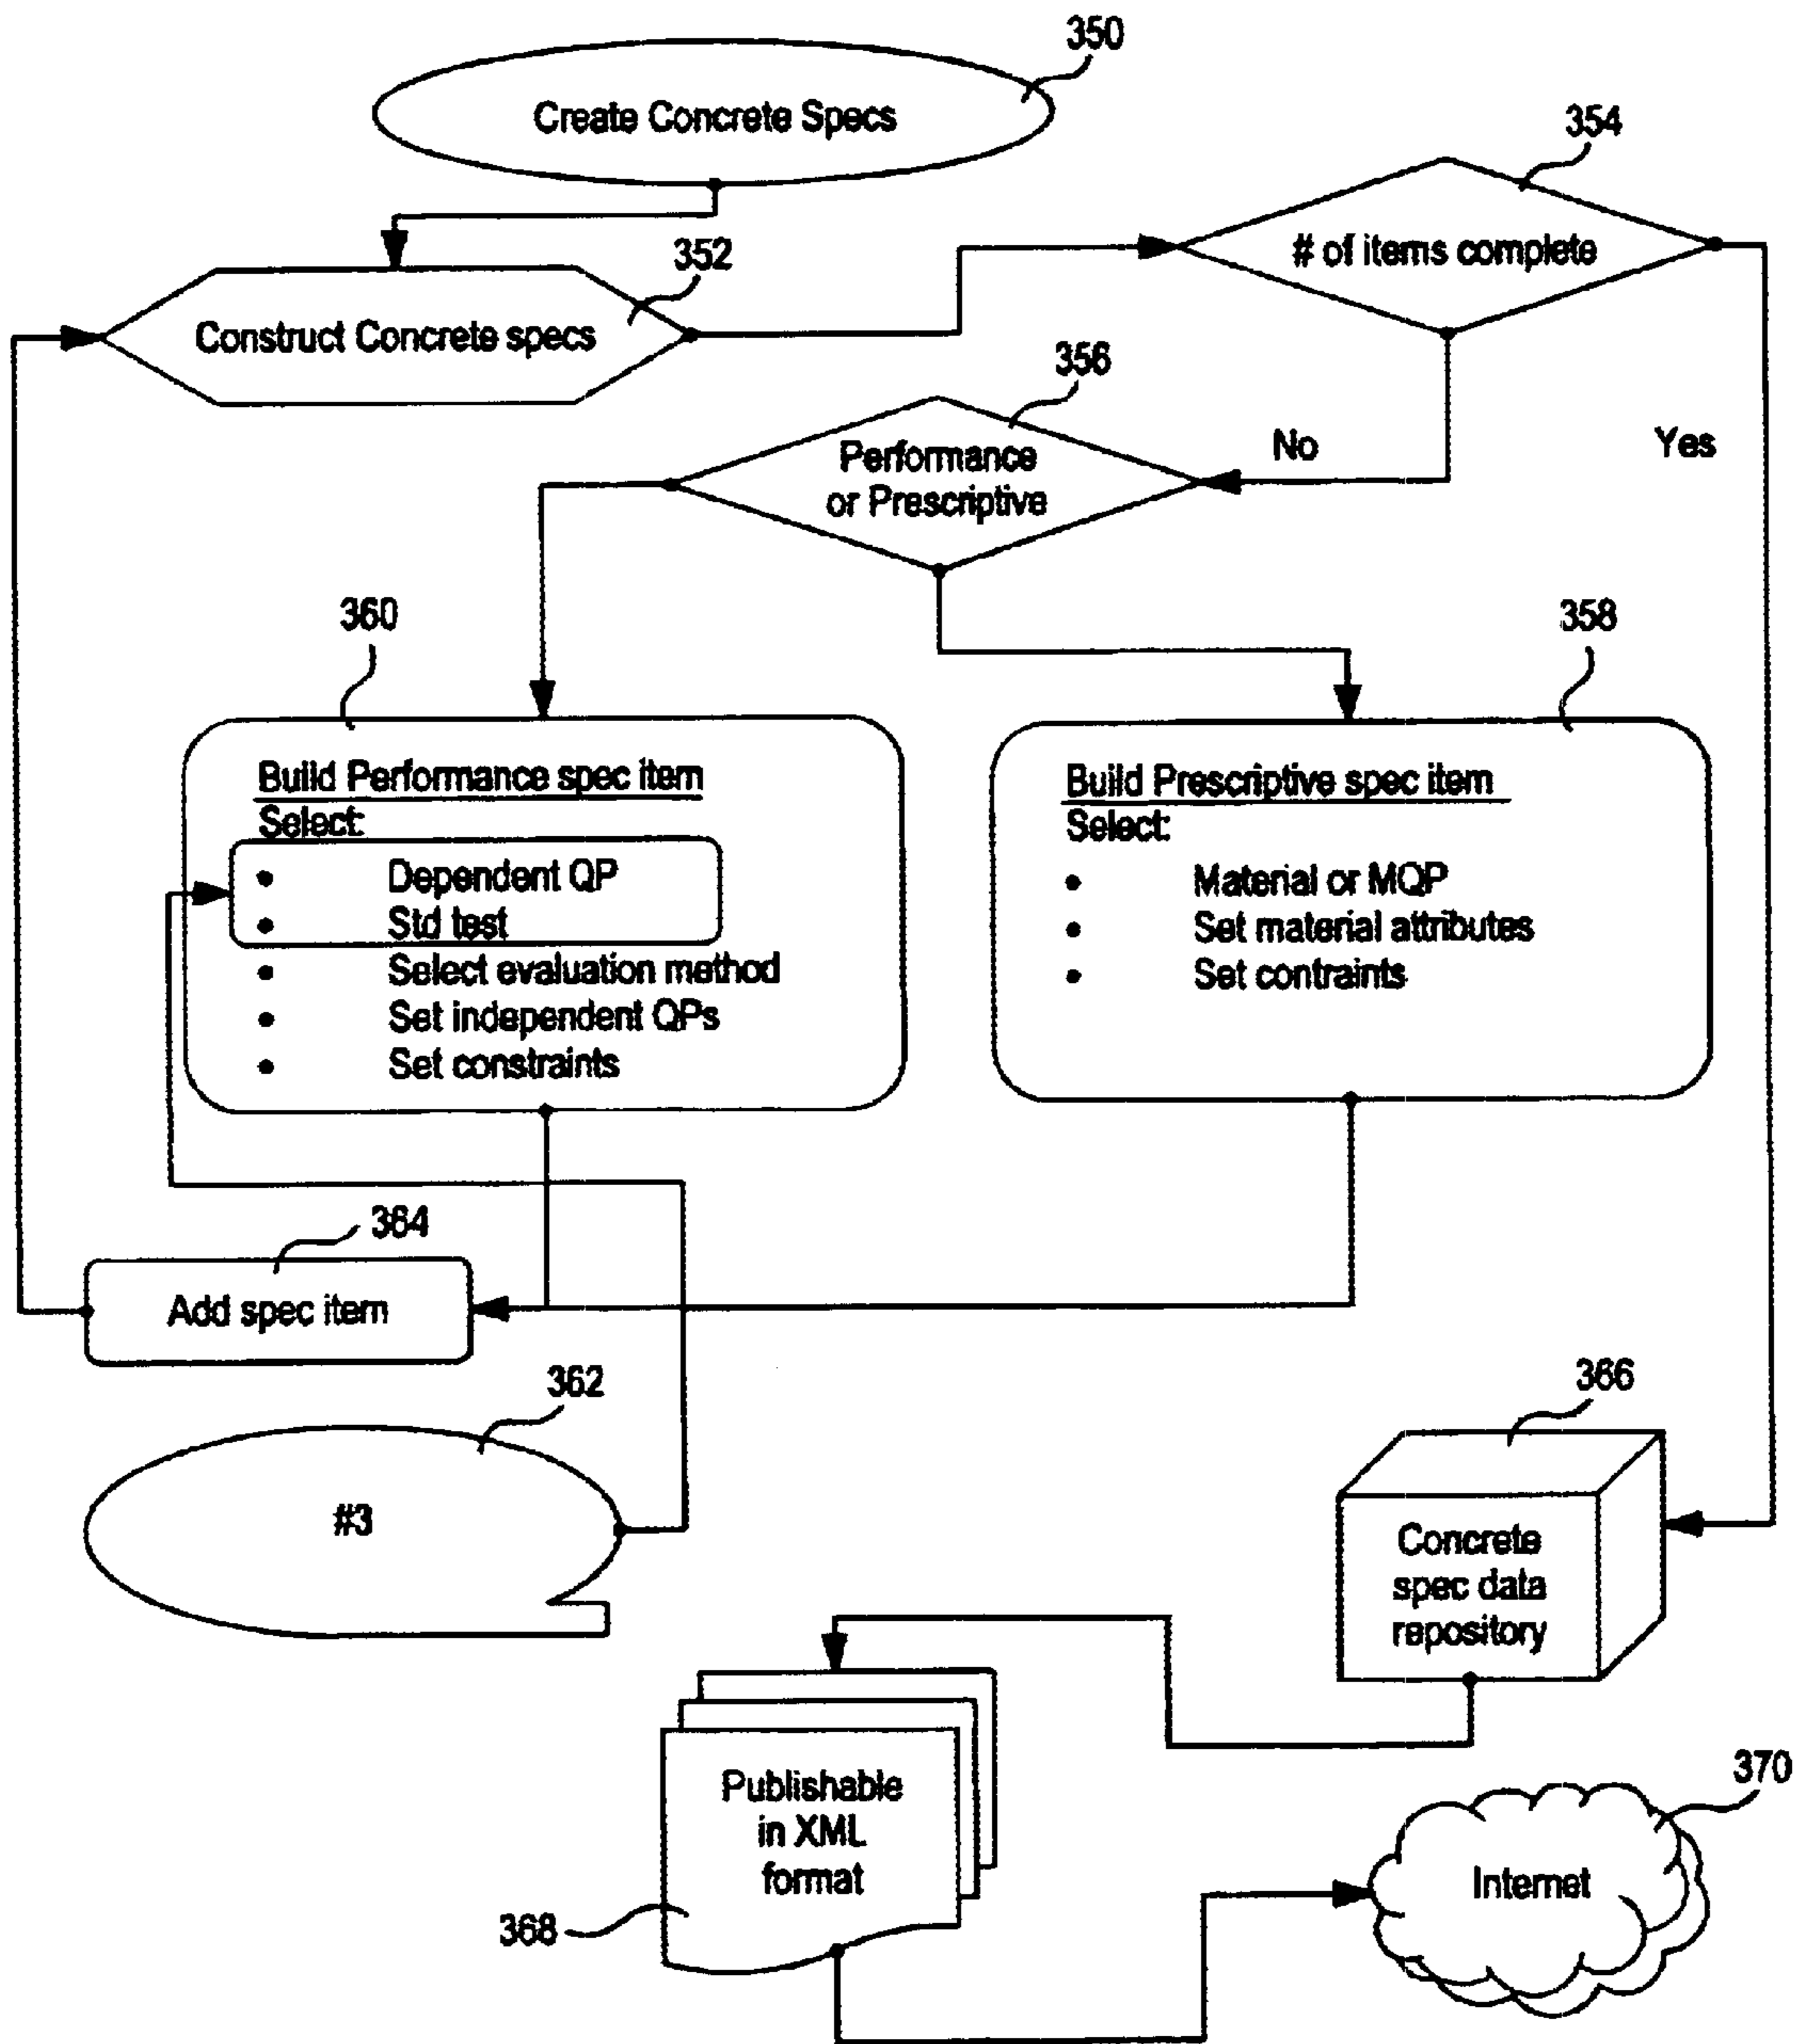 350
Create Concrete Specs
354
# of items complete
352
Construct Concrete specs
356
Performance
or Prescriptive
No
Yes
360
358
Build Performance spec item
Select:
• Dependent QP
• Std test
• Select evaluation method
• Set independent QPs
• Set constraints
Build Prescriptive spec item
Select:
• Material or MQP
• Set material attributes
• Set contraints
364
Add spec item
362
#3
366
Concrete
spec data
repository
Publishable
in XML
format
368
370
Internet